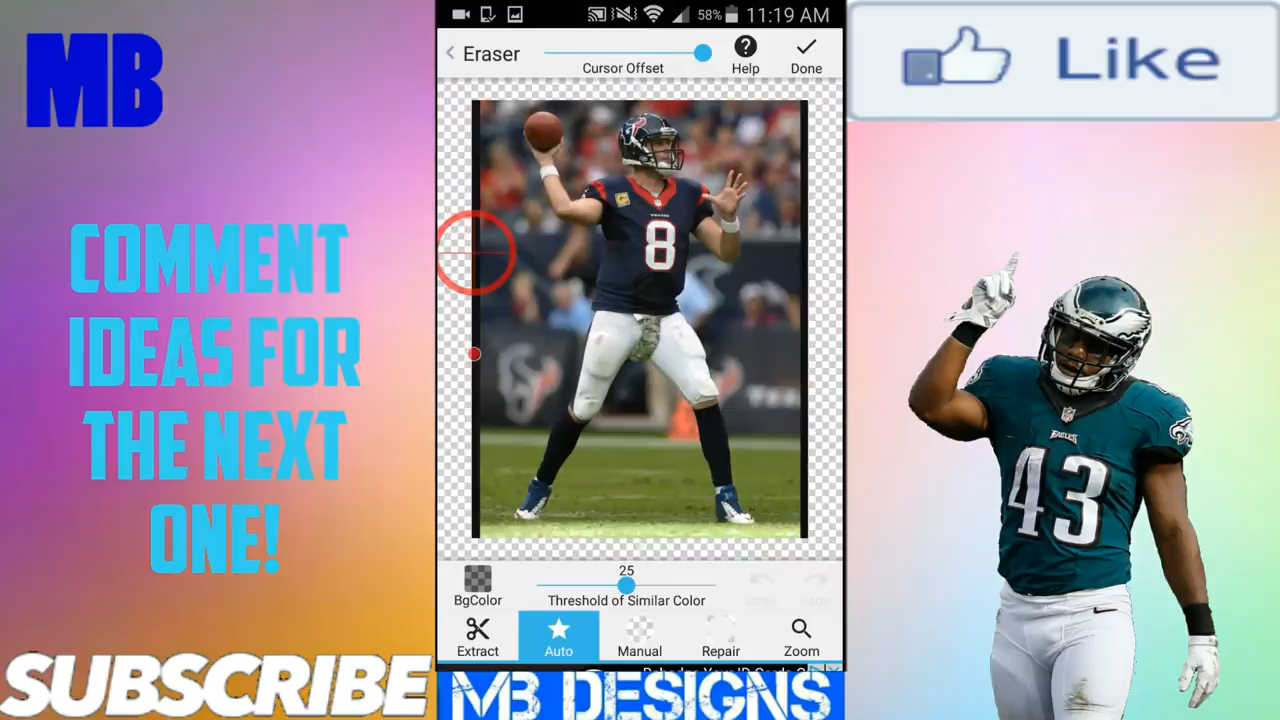 MB
COMMENT
IDEAS FOR
THE NEXT
ONE!
SUBSCRIBE
58% 11:19 AM
Eraser
Cursor Offset
Help
Done
8
25
BgColor
Threshold of Similar Color
Extract
Auto
Manual
Repair
Zoom
MB DESIGNS
Like
EAGLES
43